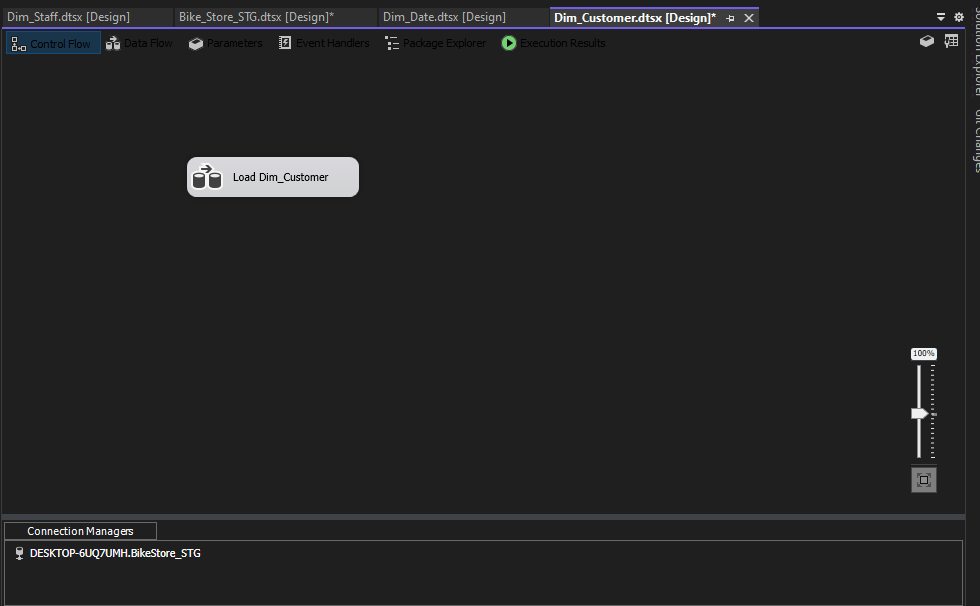 Dim_Staff.dtsx [Design]
Bike_Store_STG.dtsx [Design]*
Dim_Date.dtsx [Design]
Dim_Customer.dtsx [Design]*
Control Flow
Data Flow
Parameters
Event Handlers
Package Explorer
Execution Results
Solution Explorer
Git Changes
Load Dim_Customer
100%
Connection Managers
DESKTOP-6UQ7UMH.BikeStore_STG